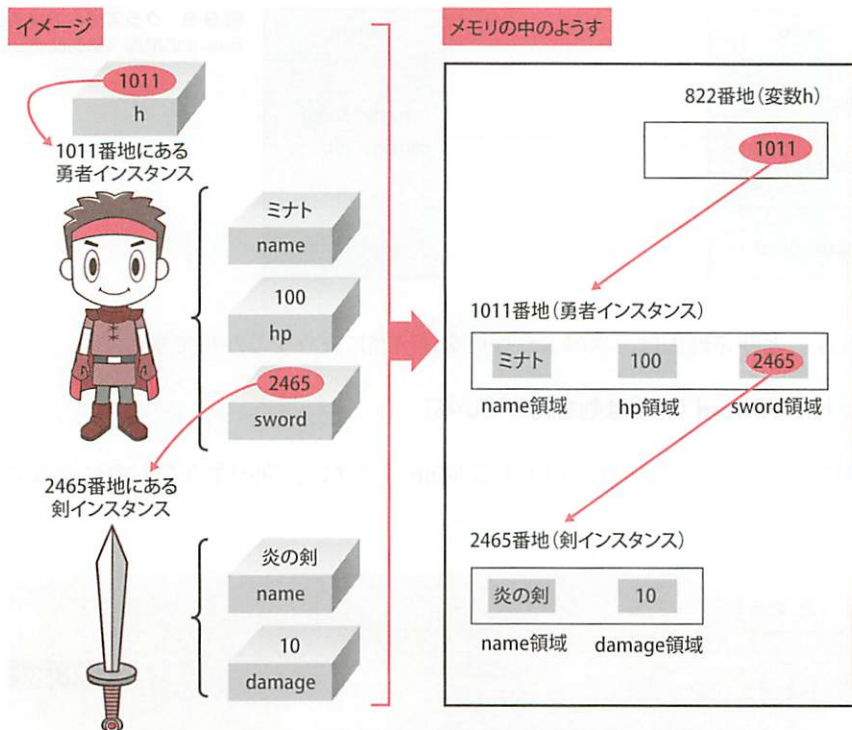 イメージ
1011
h
1011番地にある
勇者インスタンス
ミナト
name
100
hp
2465
sword
2465番地にある
剣インスタンス
炎の剣
name
10
damage
メモリの中のようす
822番地(変数h)
1011
1011番地(勇者インスタンス)
ミナト 100 2465
name領域 hp領域 sword領域
2465番地(剣インスタンス)
炎の剣 10
name領域 damage領域